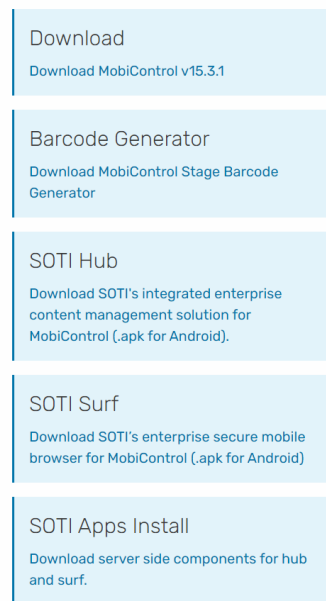 Download
Download MobiControl v15.3.1
Barcode Generator
Download MobiControl Stage Barcode
Generator
SOTI Hub
Download SOTI's integrated enterprise
content management solution for
MobiControl (.apk for Android).
SOTI Surf
Download SOTI's enterprise secure mobile
browser for MobiControl (.apk for Android)
SOTI Apps Install
Download server side components for hub
and surf.